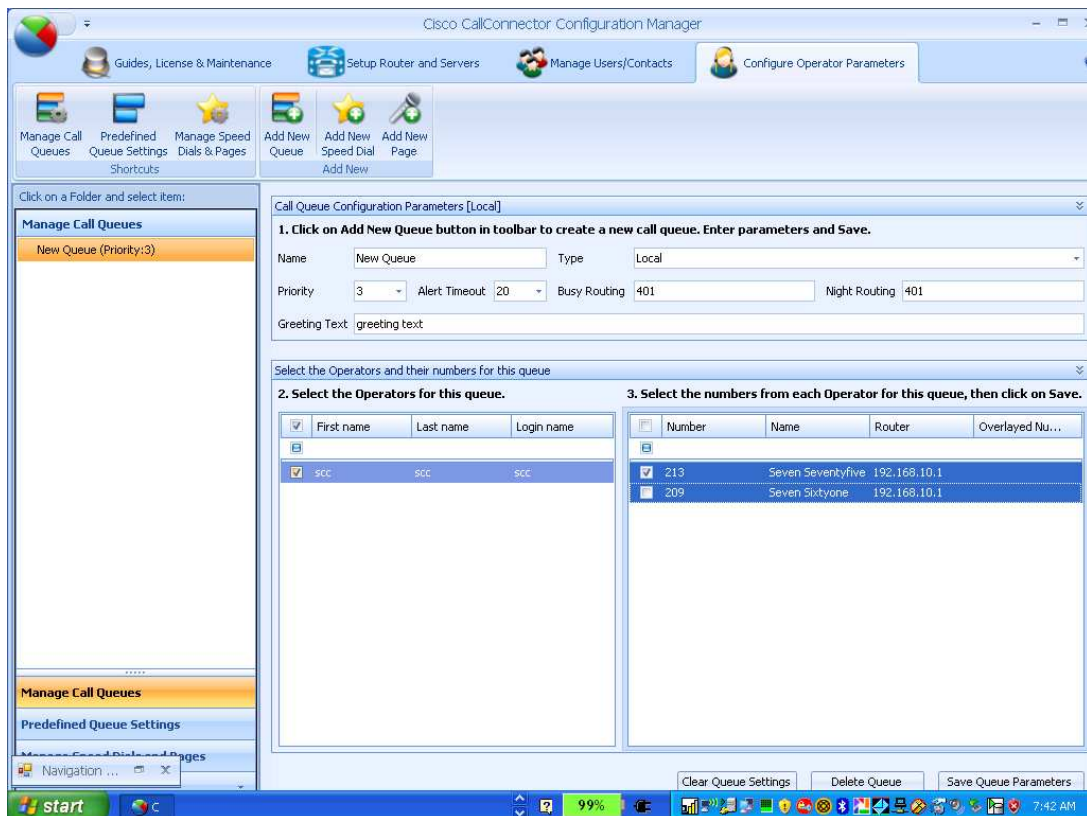 Cisco CallConnector Configuration Manager
Guides, License & Maintenance
Setup Router and Servers
Manage Users/Contacts
Configure Operator Parameters
Manage Call Queues
Predefined Queue Settings
Manage Speed Dials & Pages
Shortcuts
Add New Queue
Add New Speed Dial
Add New Page
Add New
Click on a Folder and select item:
Manage Call Queues
New Queue (Priority:3)
Call Queue Configuration Parameters [Local]
1. Click on Add New Queue button in toolbar to create a new call queue. Enter parameters and Save.
Name New Queue Type Local
Priority 3 Alert Timeout 20 Busy Routing 401 Night Routing 401
Greeting Text greeting text
Select the Operators and their numbers for this queue
2. Select the Operators for this queue.
First name Last name Login name
scc scc scc
3. Select the numbers from each Operator for this queue, then click on Save.
Number Name Router Overlayed Nu...
213 Seven Seventyfive 192.168.10.1
209 Seven Sixtyone 192.168.10.1
Manage Call Queues
Predefined Queue Settings
Manage Speed Dials and Pages
Navigation ...
Clear Queue Settings
Delete Queue
Save Queue Parameters
start
C
99%
7:42 AM